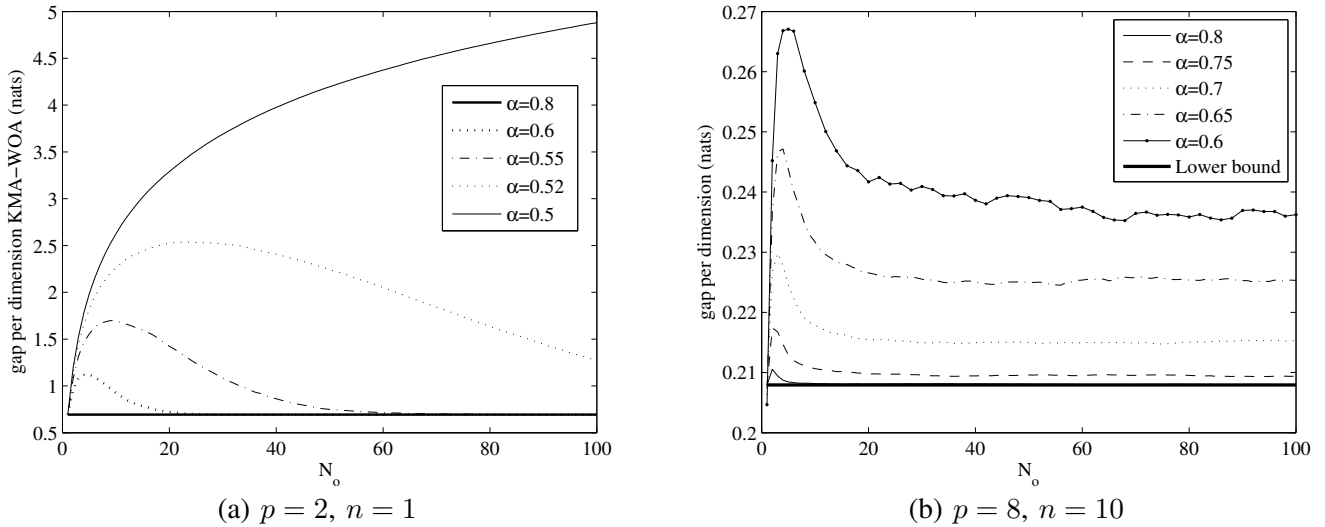 gap per dimension KMA−WOA (nats)
5
4.5
4
3.5
3
2.5
2
1.5
1
0.5
0
20
40
60
80
100
N_o
α=0.8
α=0.6
α=0.55
α=0.52
α=0.5
(a) p = 2, n = 1
gap per dimension (nats)
0.27
0.26
0.25
0.24
0.23
0.22
0.21
0.2
0
20
40
60
80
100
N_o
α=0.8
α=0.75
α=0.7
α=0.65
α=0.6
Lower bound
(b) p = 8, n = 10